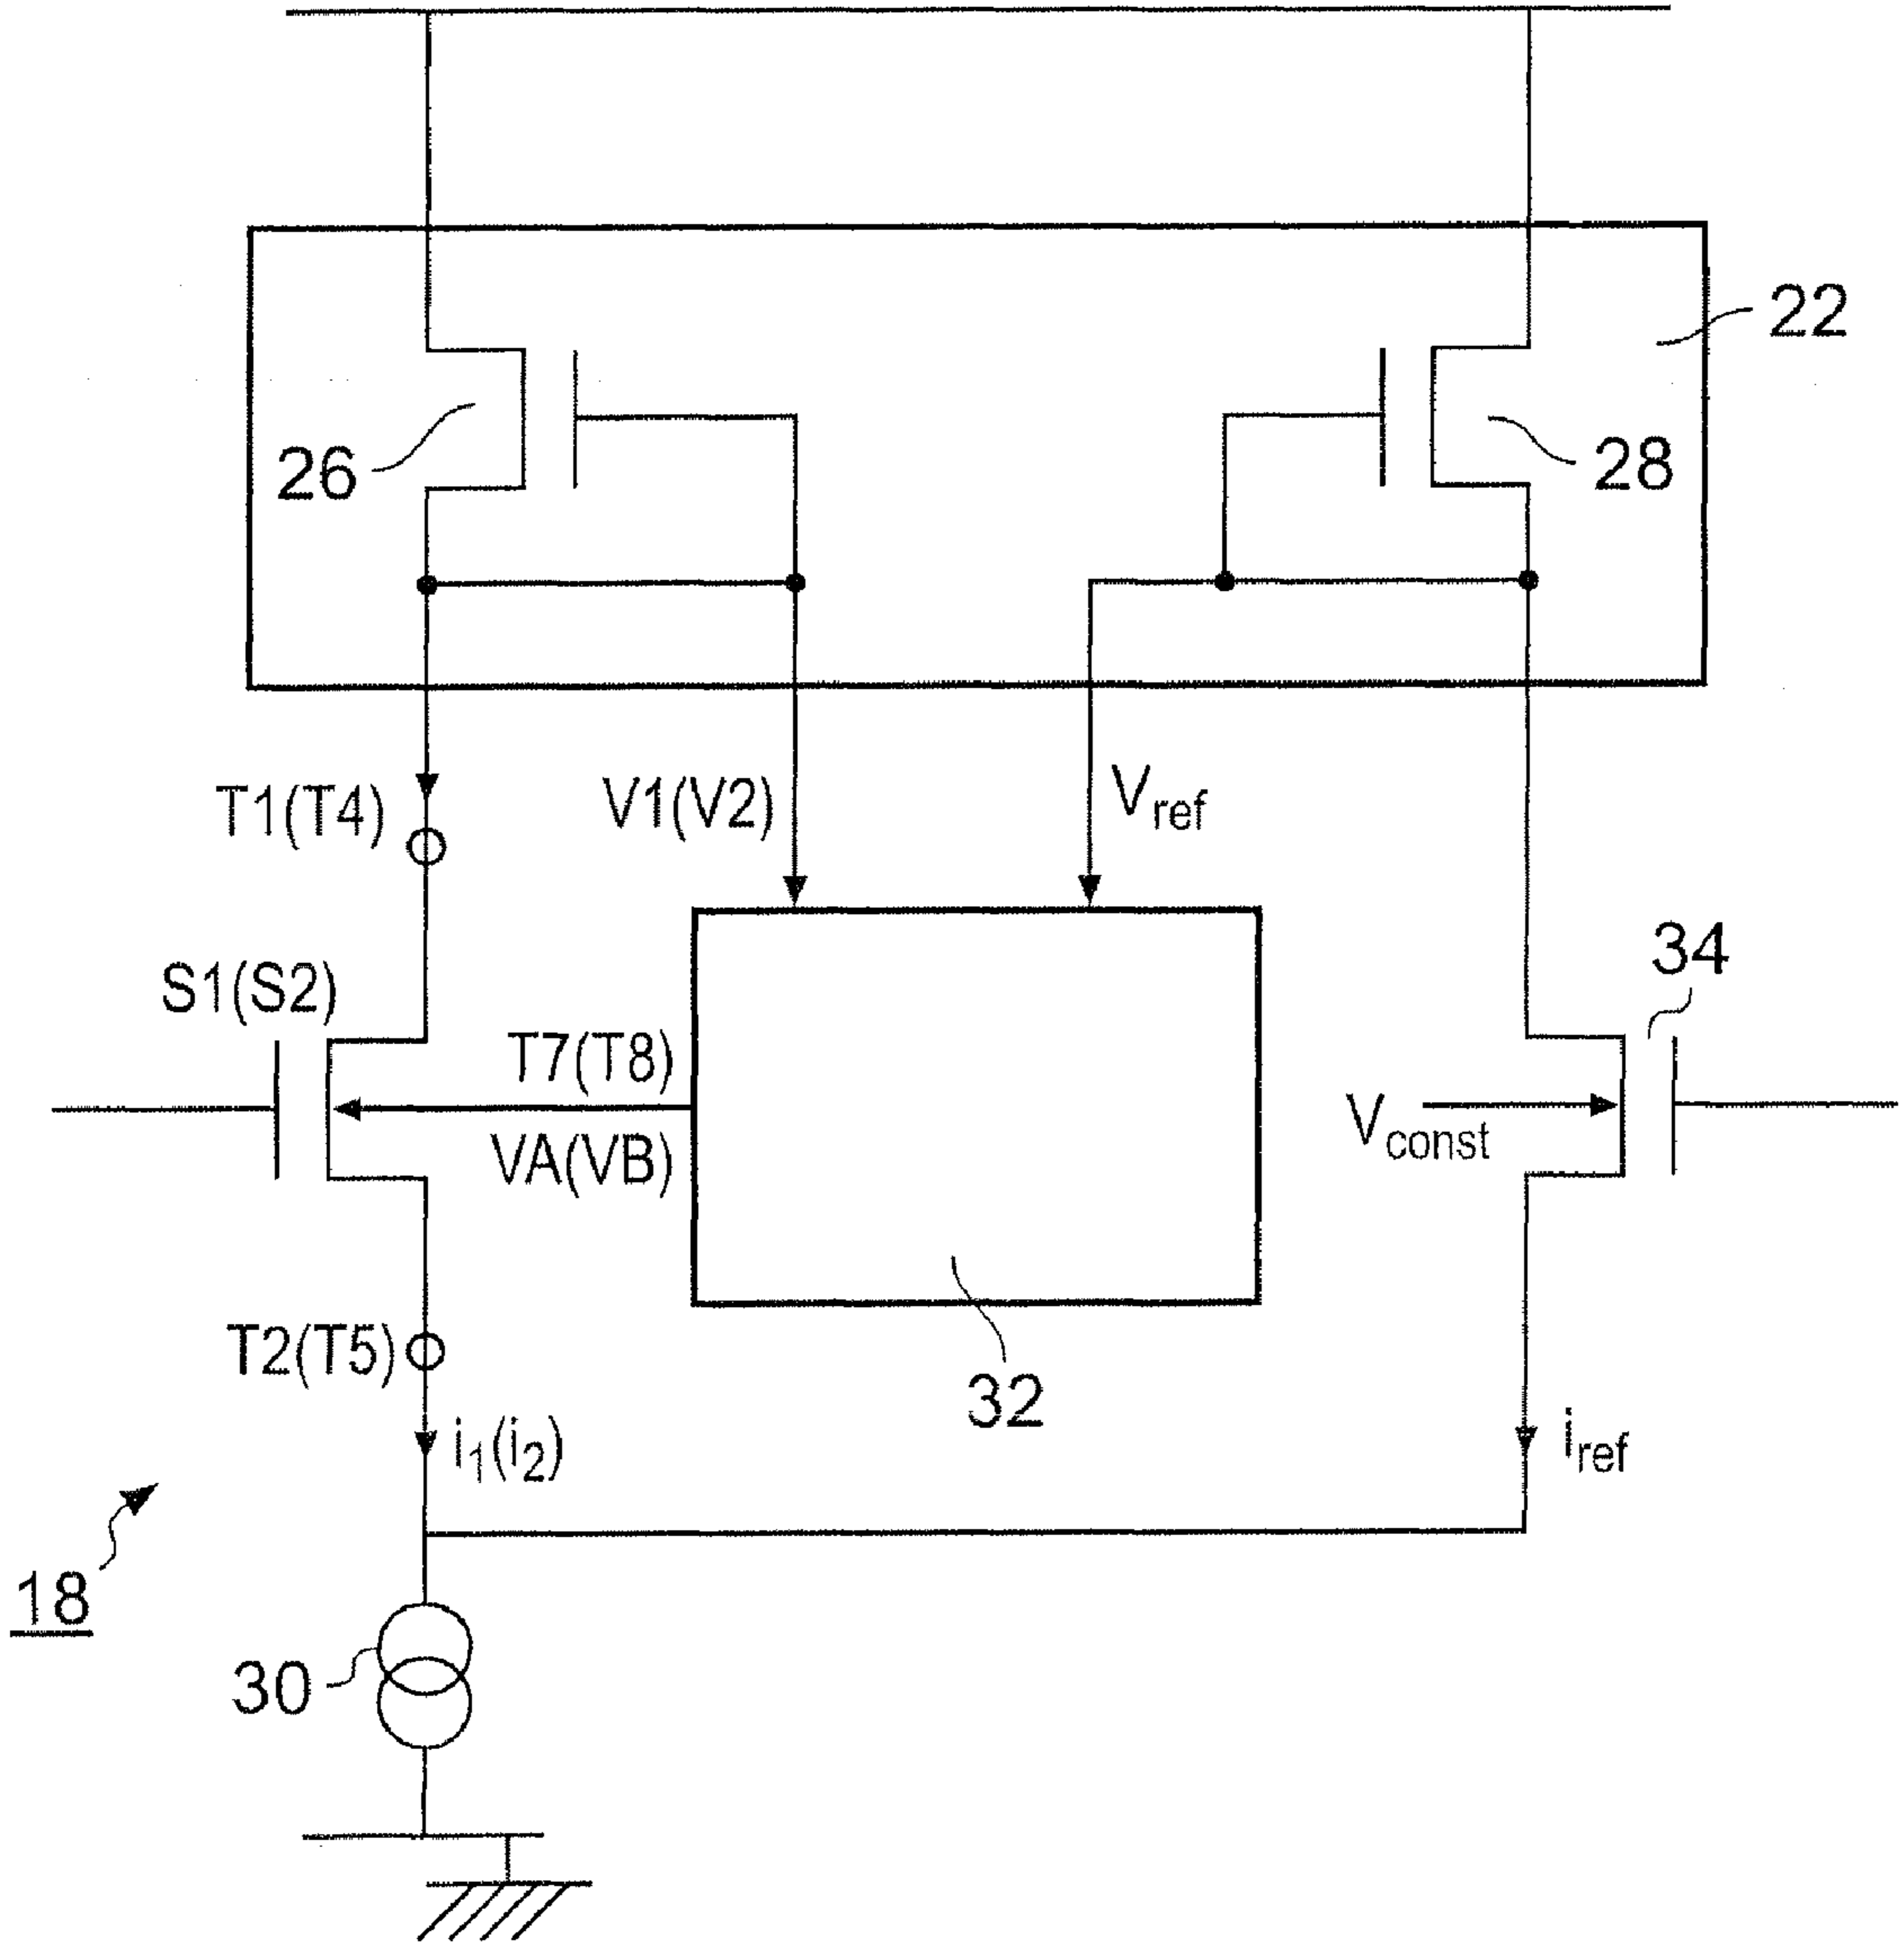 22
26
28
T1(T4)
V1(V2)
Vref
34
S1(S2)
T7(T8)
Vconst
VA(VB)
T2(T5)
32
i1(i2)
iref
18
30